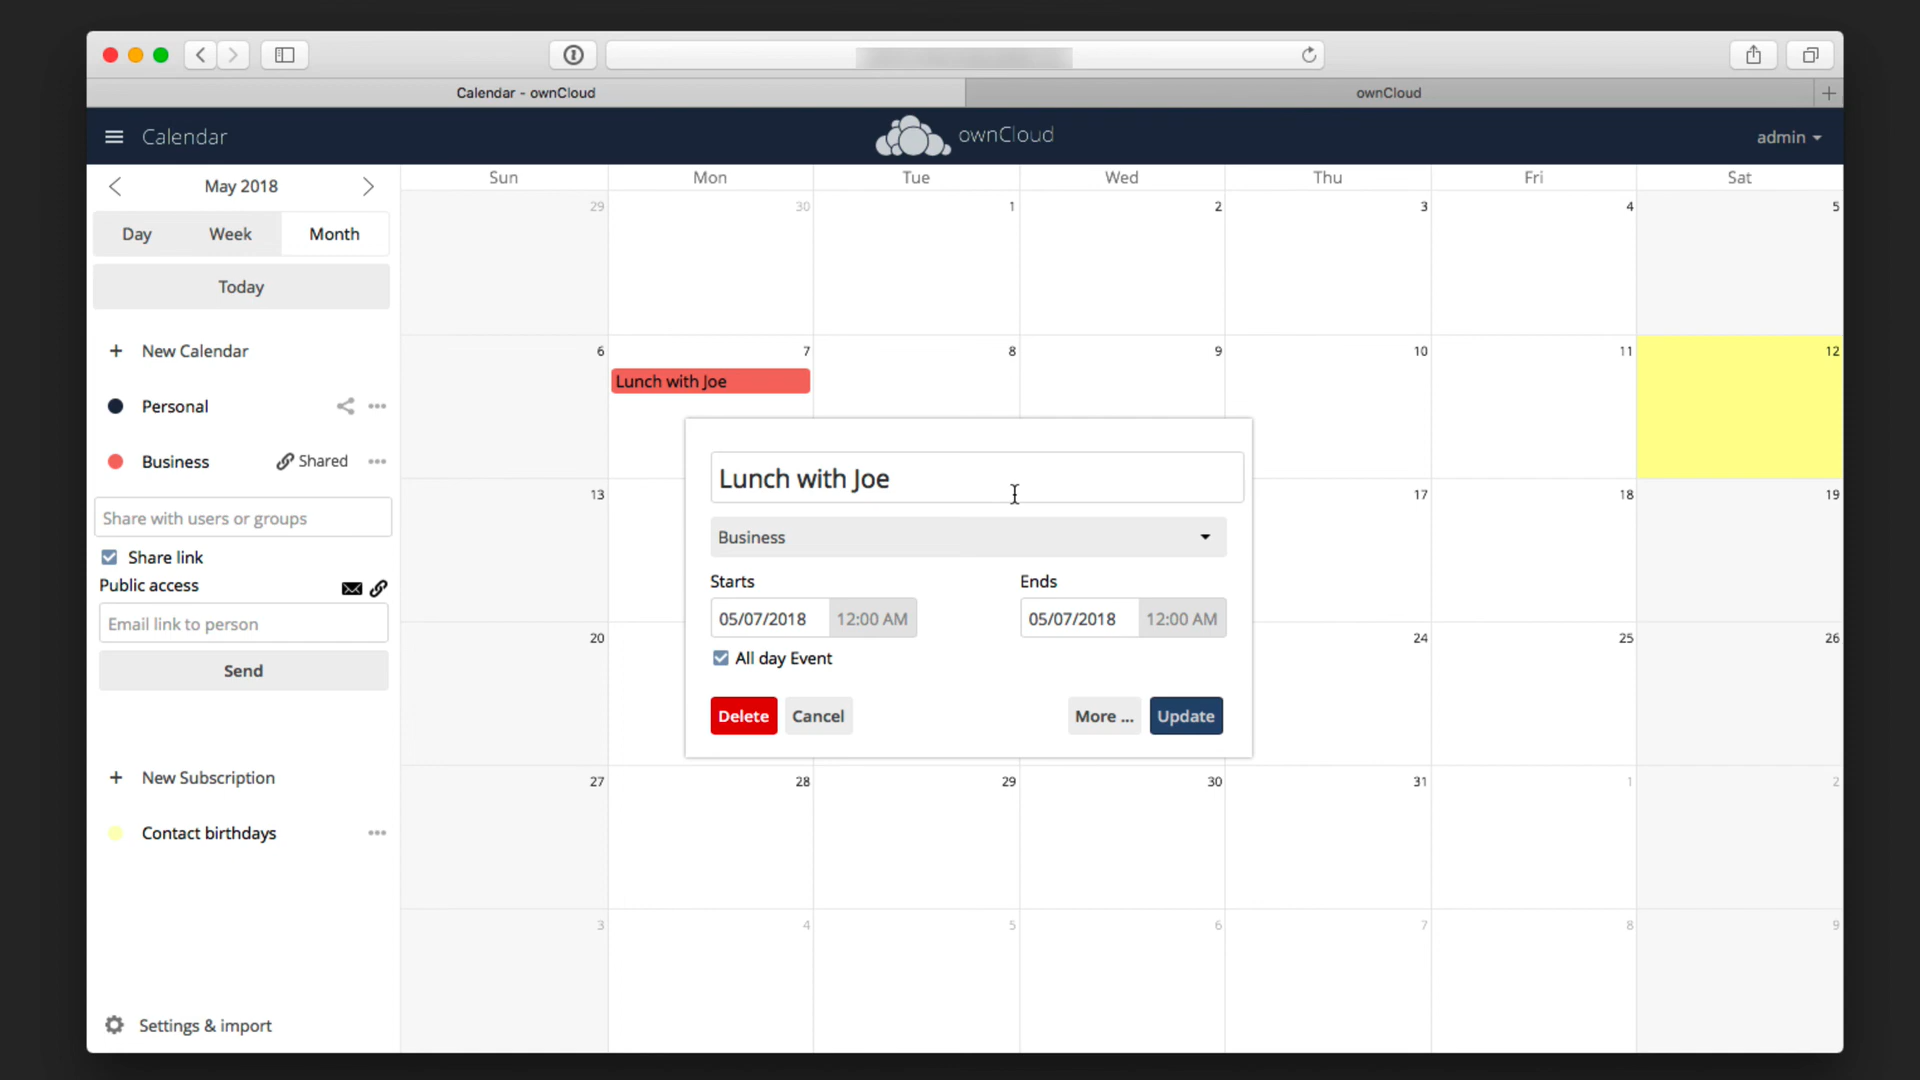 Calendar - ownCloud
ownCloud
Calendar
ownCloud
admin
May 2018
Day Week Month
Today
+ New Calendar
Personal
Business Shared
Share with users or groups
Share link
Public access
Email link to person
Send
+ New Subscription
Contact birthdays
Settings & import
Sun Mon Tue Wed Thu Fri Sat
29 30 1 2 3 4 5
6 7 8 9 10 11 12
Lunch with Joe
13 17 18 19
20 24 25 26
27 28 29 30 31 1 2
3 4 5 6 7 8 9
Lunch with Joe
Business
Starts Ends
05/07/2018 12:00 AM 05/07/2018 12:00 AM
All day Event
Delete Cancel More ... Update